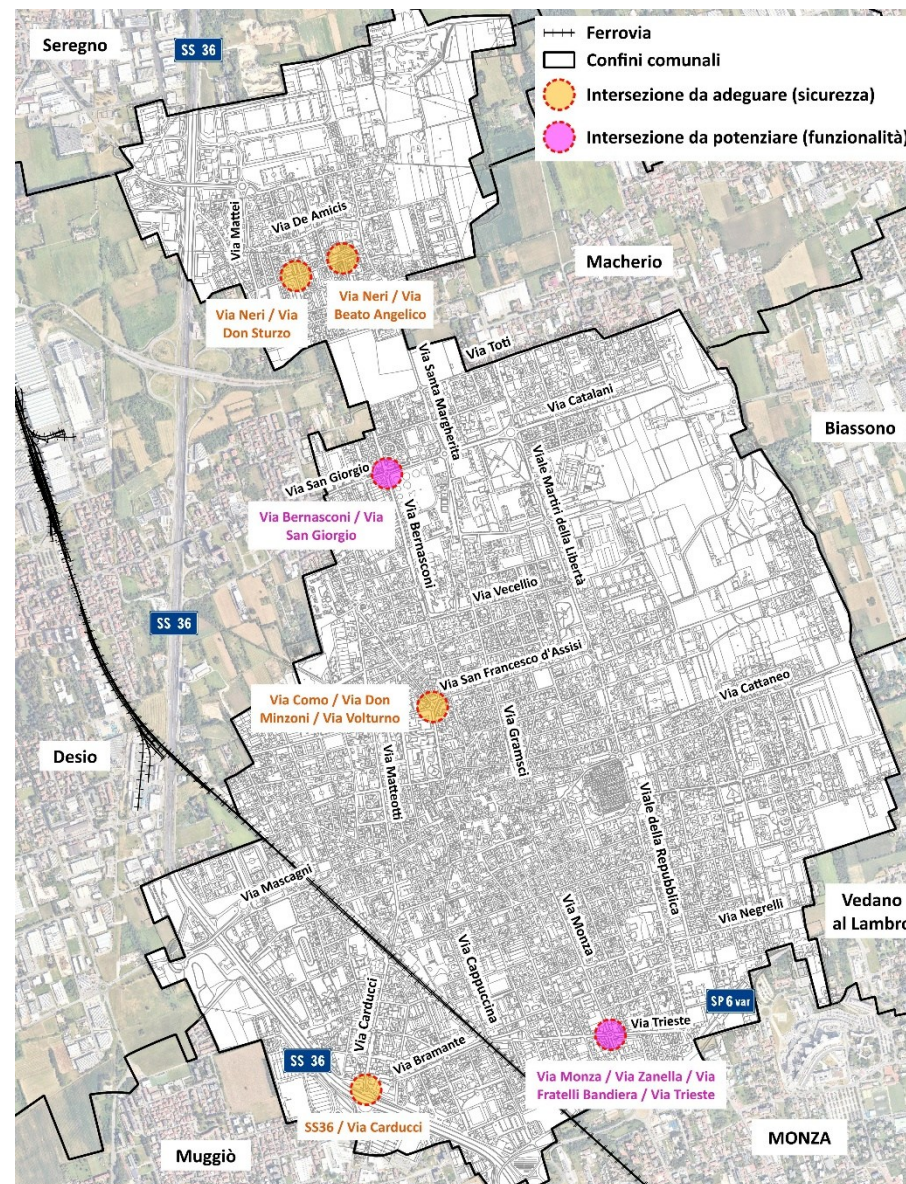 Seregno
SS 36
Ferrovia
Confini comunali
Intersezione da adeguare (sicurezza)
Intersezione da potenziare (funzionalità)
Via Mattei
Via De Amicis
Macherio
Via Neri / Via
Don Sturzo
Via Neri / Via
Beato Angelico
Via Toti
Via Santa Margherita
Via Catalani
Biassono
Via San Giorgio
Viale Martiri della Libertà
Via Bernasconi / Via
San Giorgio
Via Bernasconi
Via Vecellio
SS 36
Via San Francesco d'Assisi
Via Como / Via Don
Minzoni / Via Volturno
Via Cattaneo
Via Gramsci
Desio
Via Matteotti
Viale della Repubblica
Via Mascagni
Vedano
al Lambro
Via Negrelli
Via Monza
Via Cappuccina
SP 6 var
Via Carducci
Via Trieste
Via Bramante
SS 36
Via Monza / Via Zanella / Via
Fratelli Bandiera / Via Trieste
SS36 / Via Carducci
MONZA
Muggiò